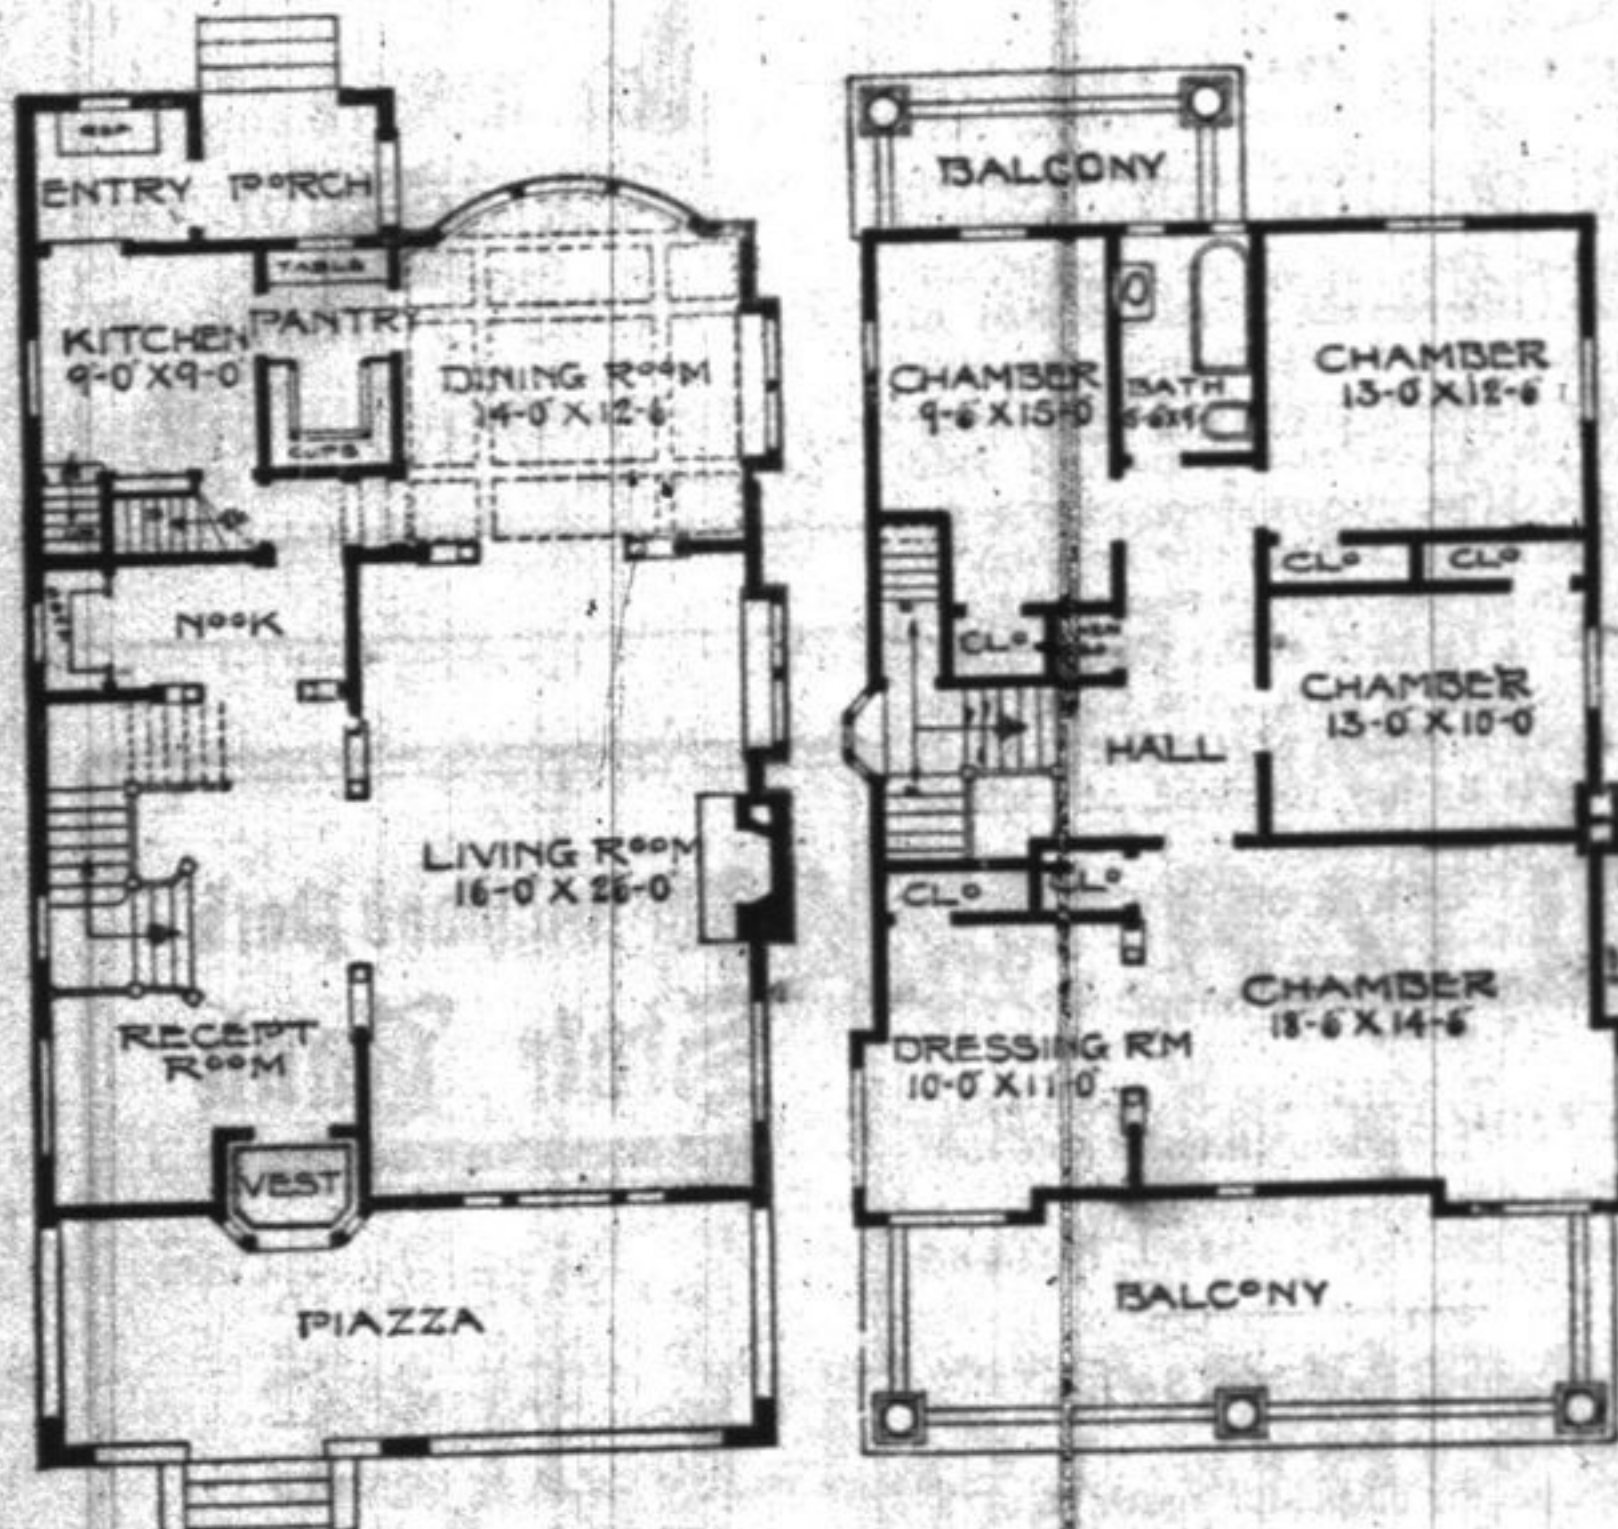 ENTRY
PORCH
TABLE
KITCHEN
9-0 X 9-0
PANTRY
CUPB
DINING ROOM
14-0 X 12-6
NOOK
LIVING ROOM
16-0 X 26-0
RECEPT
ROOM
VEST
PIAZZA
BALCONY
CHAMBER
9-6 X 15-0
BATH
CHAMBER
13-0 X 12-6
CLO
CLO
CLO
CHAMBER
13-0 X 10-0
HALL
CLO
CLO
CHAMBER
18-6 X 14-6
DRESSING RM
10-0 X 11-0
BALCONY